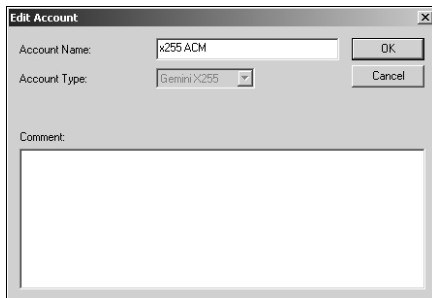 Edit Account
Account Name:
x255 ACM
OK
Account Type:
Gemini X255
Cancel
Comment: